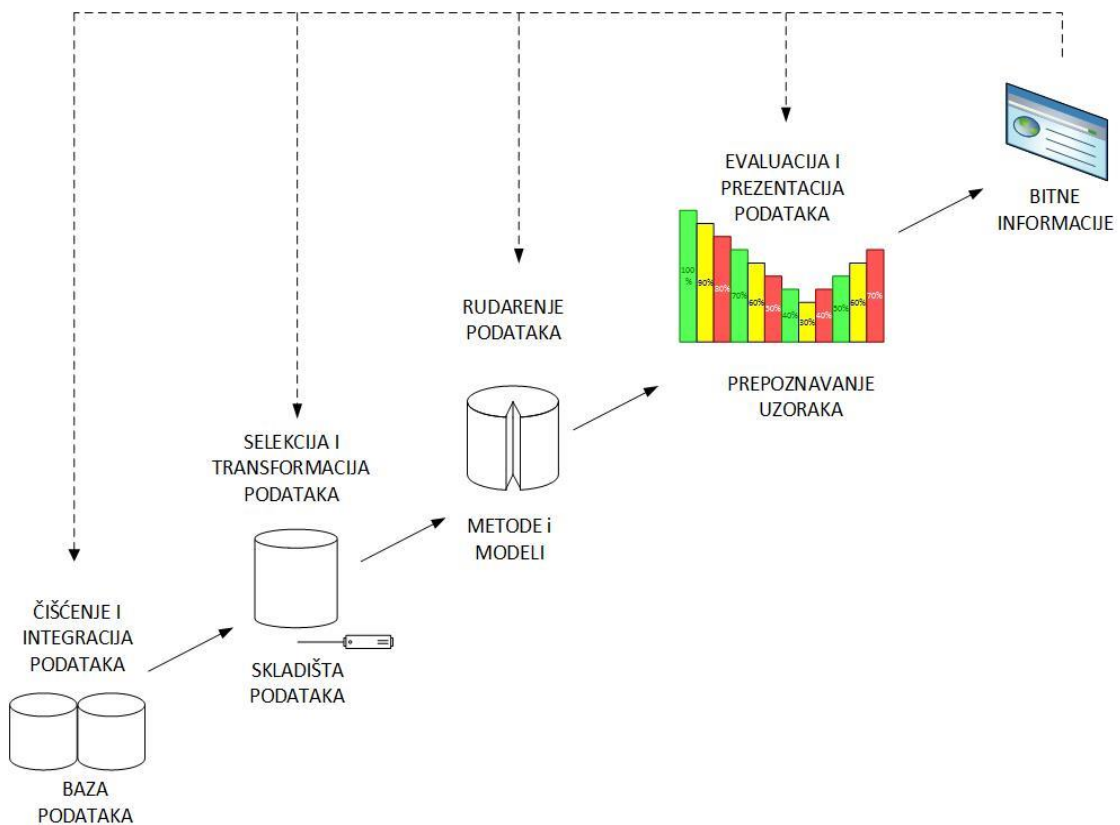 ČIŠĆENJE I
INTEGRACIJA
PODATAKA
BAZA
PODATAKA
SELEKCIJA I
TRANSFORMACIJA
PODATAKA
SKLADIŠTA
PODATAKA
RUDARENJE
PODATAKA
METODE i
MODELI
EVALUACIJA I
PREZENTACIJA
PODATAKA
100
%
90%
80%
70%
60%
50%
40%
30%
40%
50%
60%
70%
PREPOZNAVANJE
UZORAKA
BITNE
INFORMACIJE